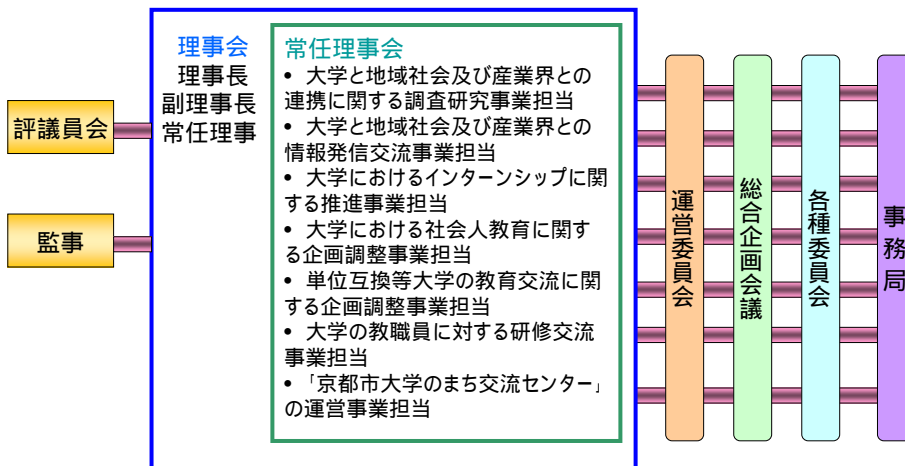 評議員会
監事
理事会
理事長
副理事長
常任理事
常任理事会
• 大学と地域社会及び産業界との
連携に関する調査研究事業担当
• 大学と地域社会及び産業界との
情報発信交流事業担当
• 大学におけるインターンシップに関
する推進事業担当
• 大学における社会人教育に関す
る企画調整事業担当
• 単位互換等大学の教育交流に関
する企画調整事業担当
• 大学の教職員に対する研修交流
事業担当
• 「京都市大学のまち交流センター」
の運営事業担当
運営委員会
総合企画会議
各種委員会
事務局